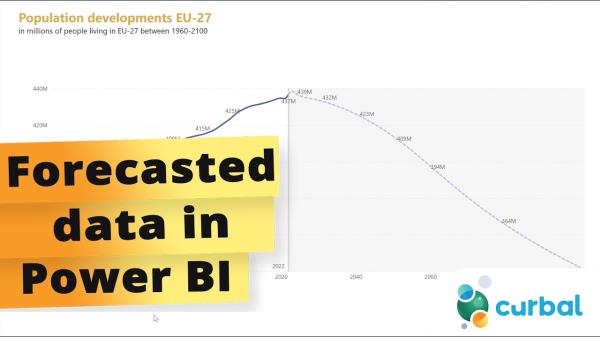 Population developments EU-27
in millions of people living in EU-27 between 1960-2100
440M
439M
432M
437M
425M
423M
420M
415M
409M
394M
364M
Forecasted
data in
Power BI
2022
2020
2040
2060
curbal